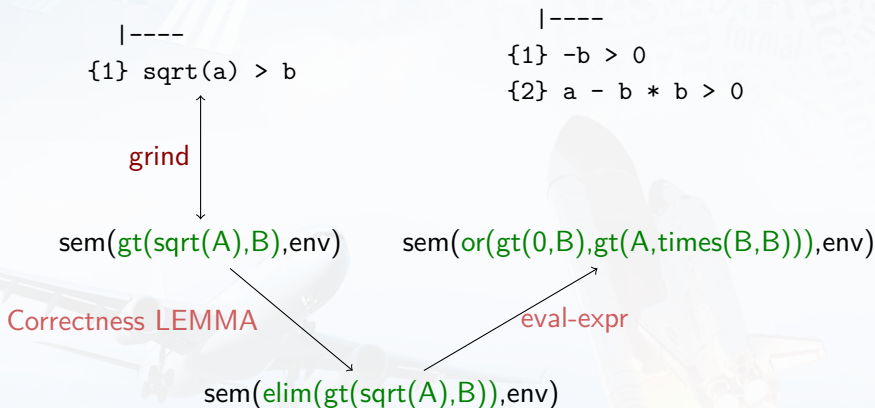 |----
{1} sqrt(a) > b
|----
{1} -b > 0
{2} a - b * b > 0
grind
sem(gt(sqrt(A),B),env)
sem(or(gt(0,B),gt(A,times(B,B))),env)
Correctness LEMMA
eval-expr
sem(elim(gt(sqrt(A),B)),env)
formal